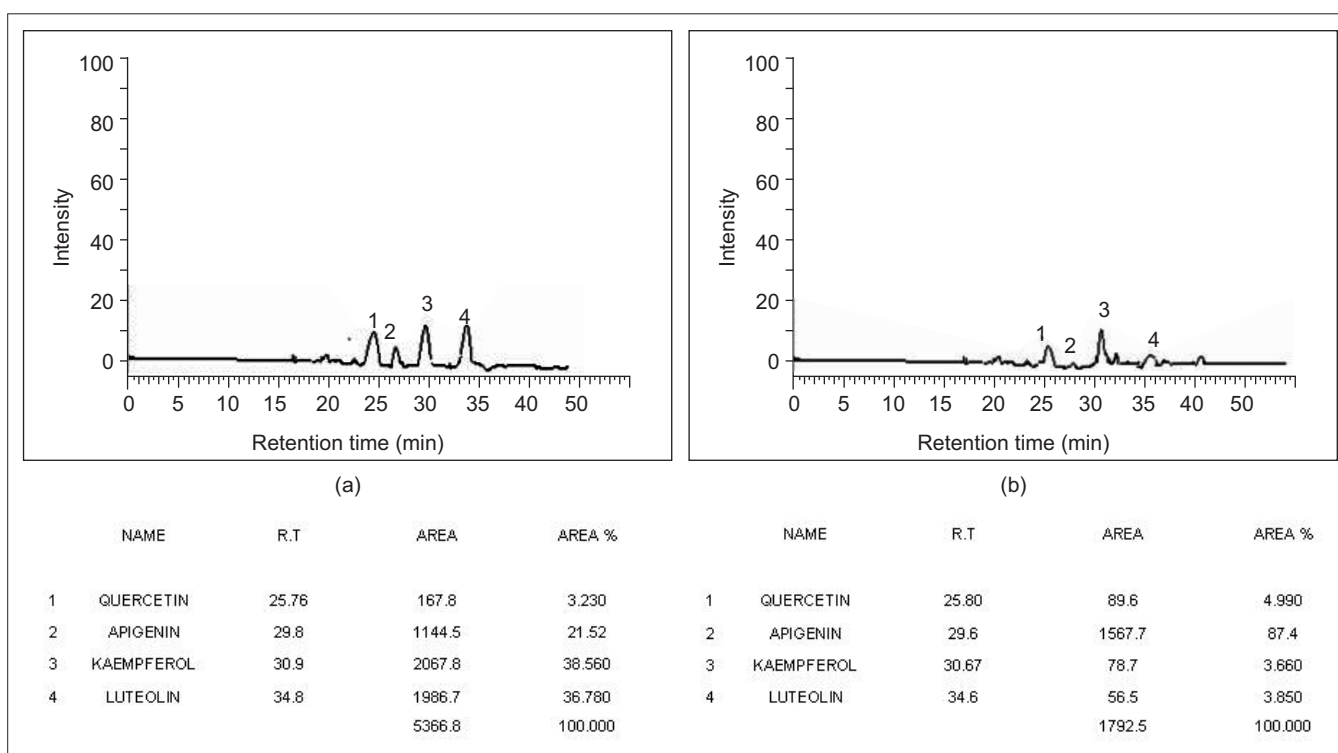 100
80
60
40
20
0
Intensity
1
2
3
4
0 5 10 15 20 25 30 35 40 45 50
Retention time (min)
(a)
100
80
60
40
20
0
Intensity
1
2
3
4
0 5 10 15 20 25 30 35 40 45 50
Retention time (min)
(b)
NAME R.T AREA AREA %
1 QUERCETIN 25.76 167.8 3.230
2 APIGENIN 29.8 1144.5 21.52
3 KAEMPFEROL 30.9 2067.8 38.560
4 LUTEOLIN 34.8 1986.7 36.780
5366.8 100.000
NAME R.T AREA AREA %
1 QUERCETIN 25.80 89.6 4.990
2 APIGENIN 29.6 1567.7 87.4
3 KAEMPFEROL 30.67 78.7 3.660
4 LUTEOLIN 34.6 56.5 3.850
1792.5 100.000